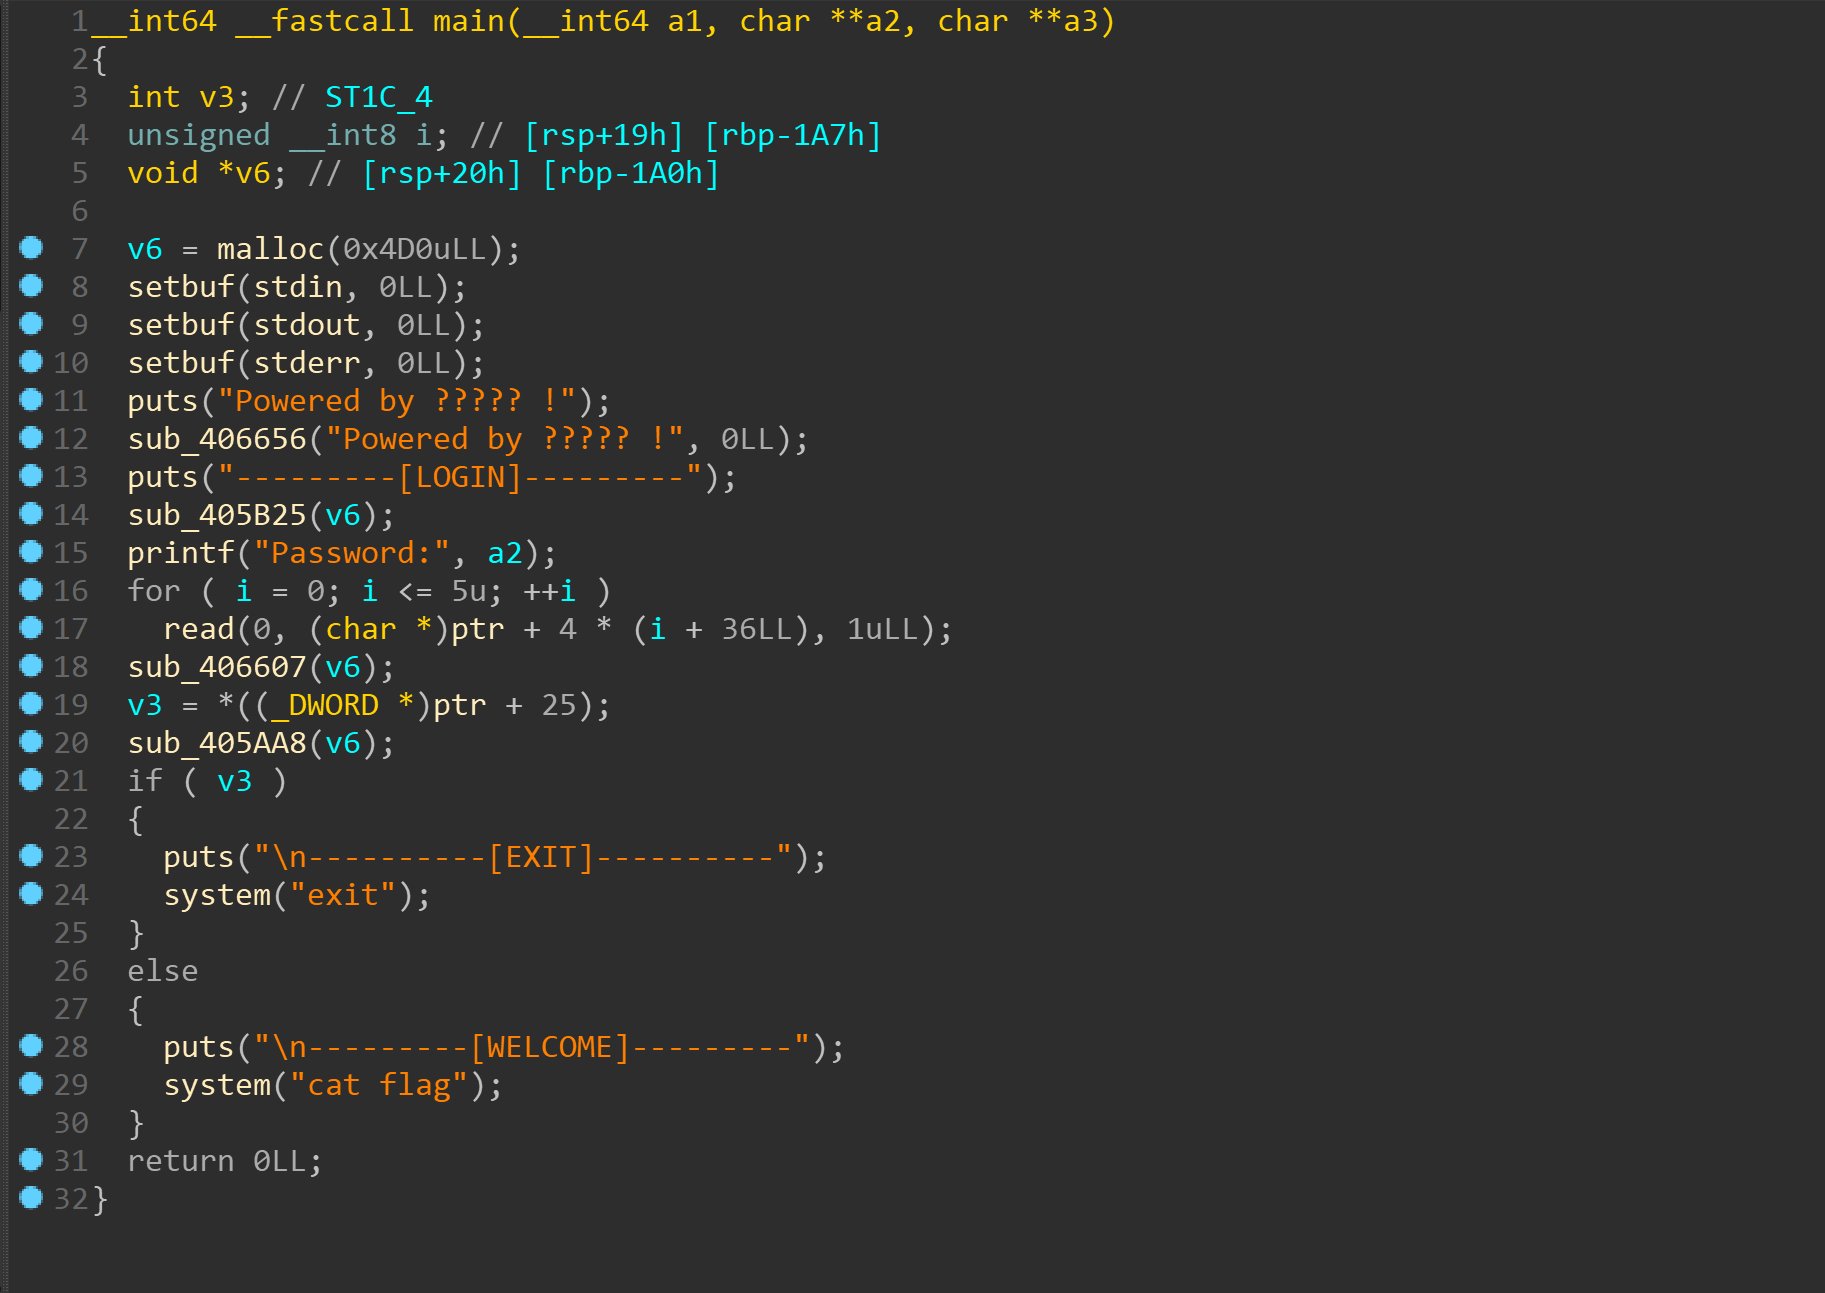 1 __int64 __fastcall main(__int64 a1, char **a2, char **a3)
2 {
3   int v3; // ST1C_4
4   unsigned __int8 i; // [rsp+19h] [rbp-1A7h]
5   void *v6; // [rsp+20h] [rbp-1A0h]
6
7   v6 = malloc(0x4D0uLL);
8   setbuf(stdin, 0LL);
9   setbuf(stdout, 0LL);
10   setbuf(stderr, 0LL);
11   puts("Powered by ????? !");
12   sub_406656("Powered by ????? !", 0LL);
13   puts("---------[LOGIN]---------");
14   sub_405B25(v6);
15   printf("Password:", a2);
16   for ( i = 0; i <= 5u; ++i )
17     read(0, (char *)ptr + 4 * (i + 36LL), 1uLL);
18   sub_406607(v6);
19   v3 = *((_DWORD *)ptr + 25);
20   sub_405AA8(v6);
21   if ( v3 )
22   {
23     puts("\n----------[EXIT]----------");
24     system("exit");
25   }
26   else
27   {
28     puts("\n---------[WELCOME]---------");
29     system("cat flag");
30   }
31   return 0LL;
32 }